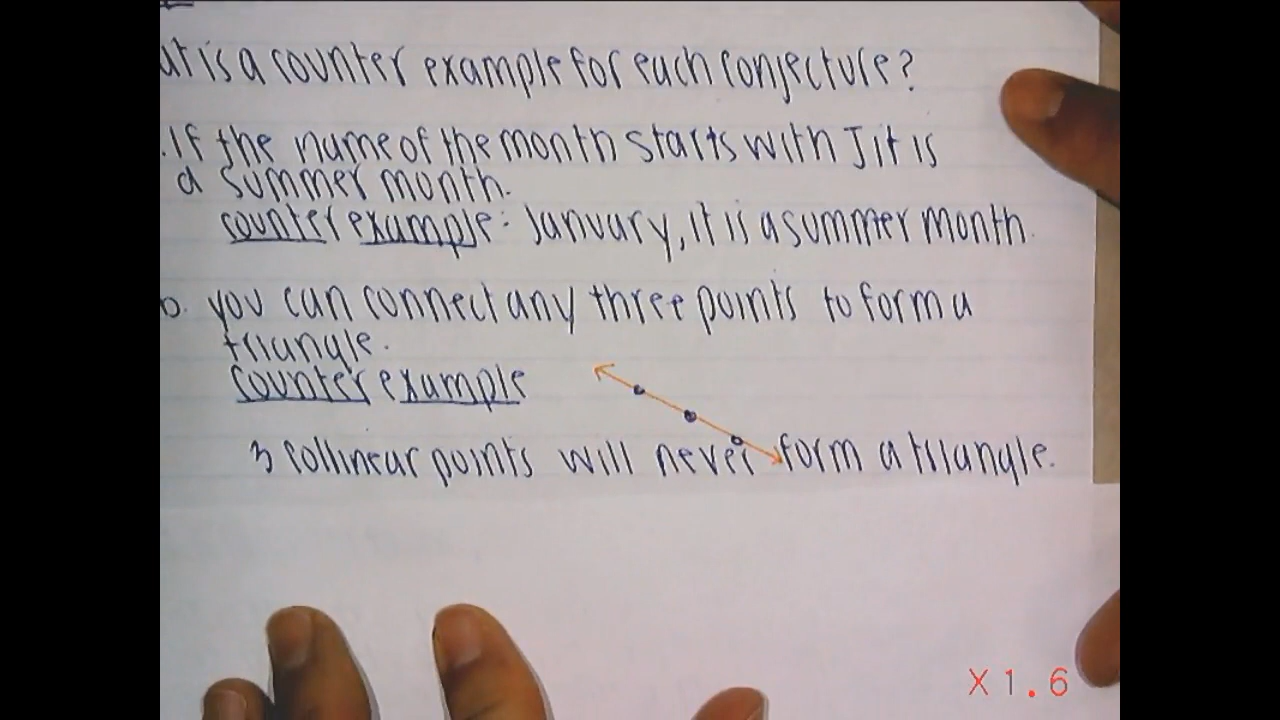 at is a counter example for each conjecture?
. If the name of the month starts with J it is
a summer month.
counter example: January, it is a summer month.
b. you can connect any three points to form a
triangle.
counter example
3 collinear points will never form a triangle.
X1.6